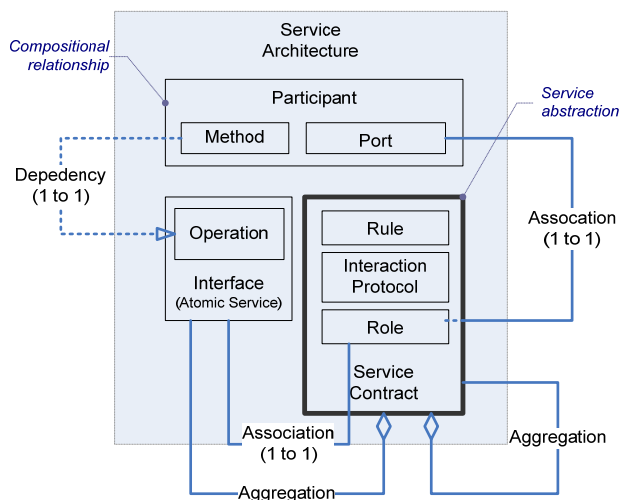 Service
Architecture
Compositional
relationship
Participant
Method
Port
Service
abstraction
Depedency
(1 to 1)
Assocation
(1 to 1)
Operation
Interface
(Atomic Service)
Rule
Interaction
Protocol
Role
Service
Contract
Association
(1 to 1)
Aggregation
Aggregation